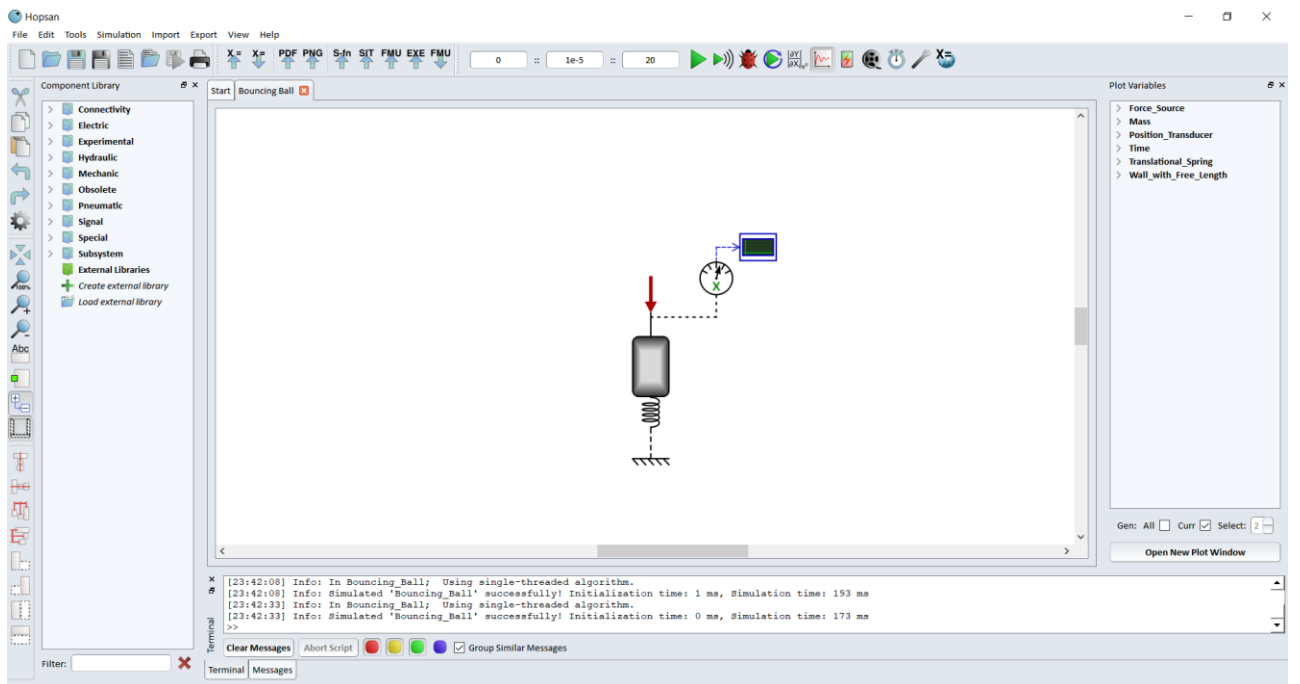 Hopsan
File Edit Tools Simulation Import Export View Help
X= X= PDF PNG S-fn SIT FMU EXE FMU 0 :: 1e-5 :: 20 X=
Component Library
Connectivity
Electric
Experimental
Hydraulic
Mechanic
Obsolete
Pneumatic
Signal
Special
Subsystem
External Libraries
Create external library
Load external library
Filter:
100%
Abc
Start Bouncing Ball
X
Plot Variables
Force_Source
Mass
Position_Transducer
Time
Translational_Spring
Wall_with_Free_Length
Gen: All Curr Select: 2
Open New Plot Window
Terminal
[23:42:08] Info: In Bouncing_Ball; Using single-threaded algorithm.
[23:42:08] Info: Simulated 'Bouncing_Ball' successfully! Initialization time: 1 ms, Simulation time: 193 ms
[23:42:33] Info: In Bouncing_Ball; Using single-threaded algorithm.
[23:42:33] Info: Simulated 'Bouncing_Ball' successfully! Initialization time: 0 ms, Simulation time: 173 ms
>>
Clear Messages Abort Script Group Similar Messages
Terminal Messages